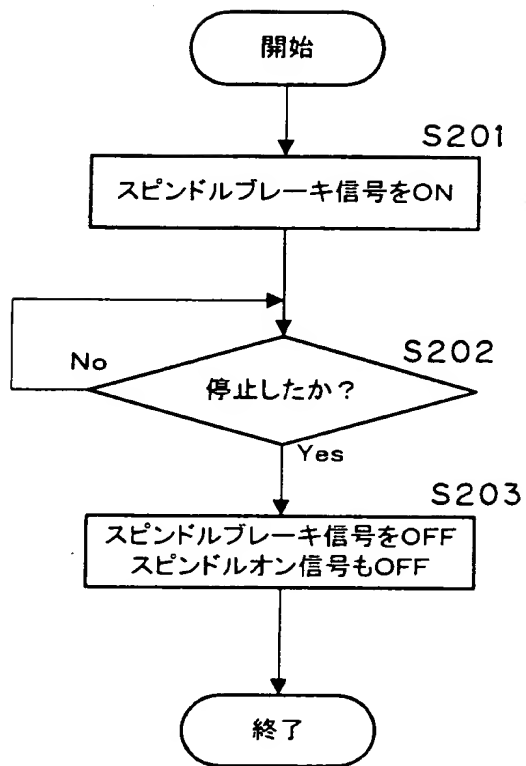 開始
S201
スピンドルブレーキ信号をON
S202
No
停止したか？
Yes
S203
スピンドルブレーキ信号をOFF
スピンドルオン信号もOFF
終了